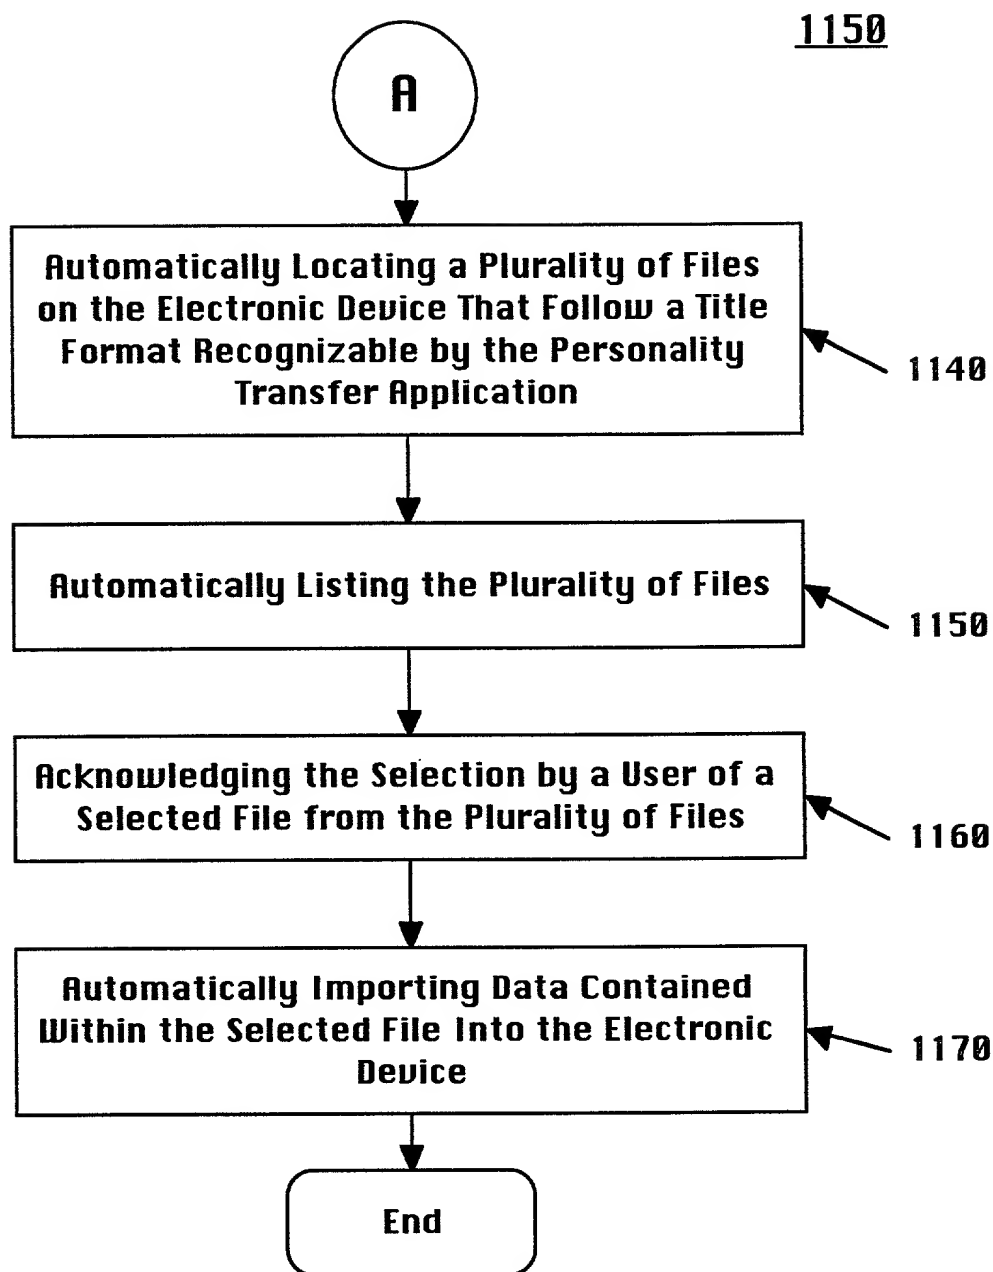 1150
A
Automatically Locating a Plurality of Files
on the Electronic Device That Follow a Title
Format Recognizable by the Personality
Transfer Application
1140
Automatically Listing the Plurality of Files
1150
Acknowledging the Selection by a User of a
Selected File from the Plurality of Files
1160
Automatically Importing Data Contained
Within the Selected File Into the Electronic
Device
1170
End